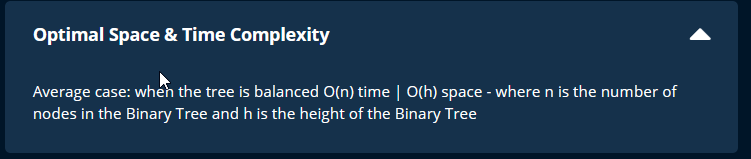 Optimal Space & Time Complexity
Average case: when the tree is balanced O(n) time | O(h) space - where n is the number of
nodes in the Binary Tree and h is the height of the Binary Tree